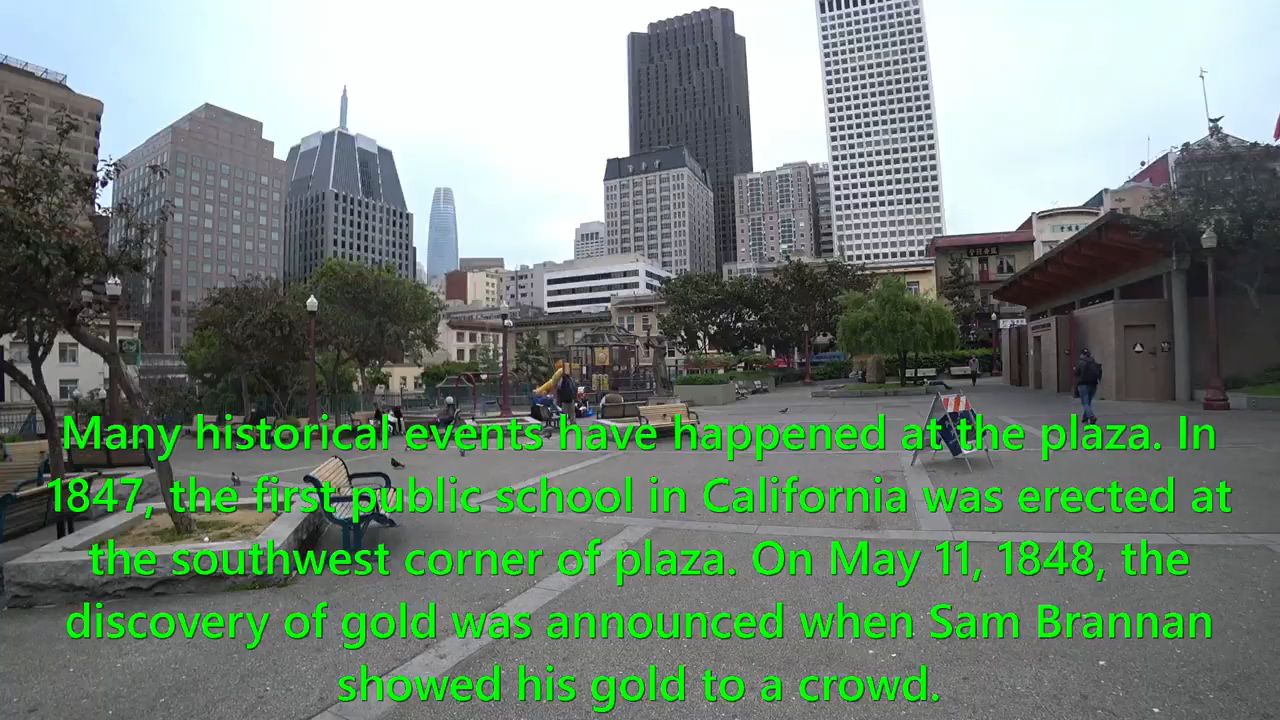 Many historical events have happened at the plaza. In
1847, the first public school in California was erected at
the southwest corner of plaza. On May 11, 1848, the
discovery of gold was announced when Sam Brannan
showed his gold to a crowd.